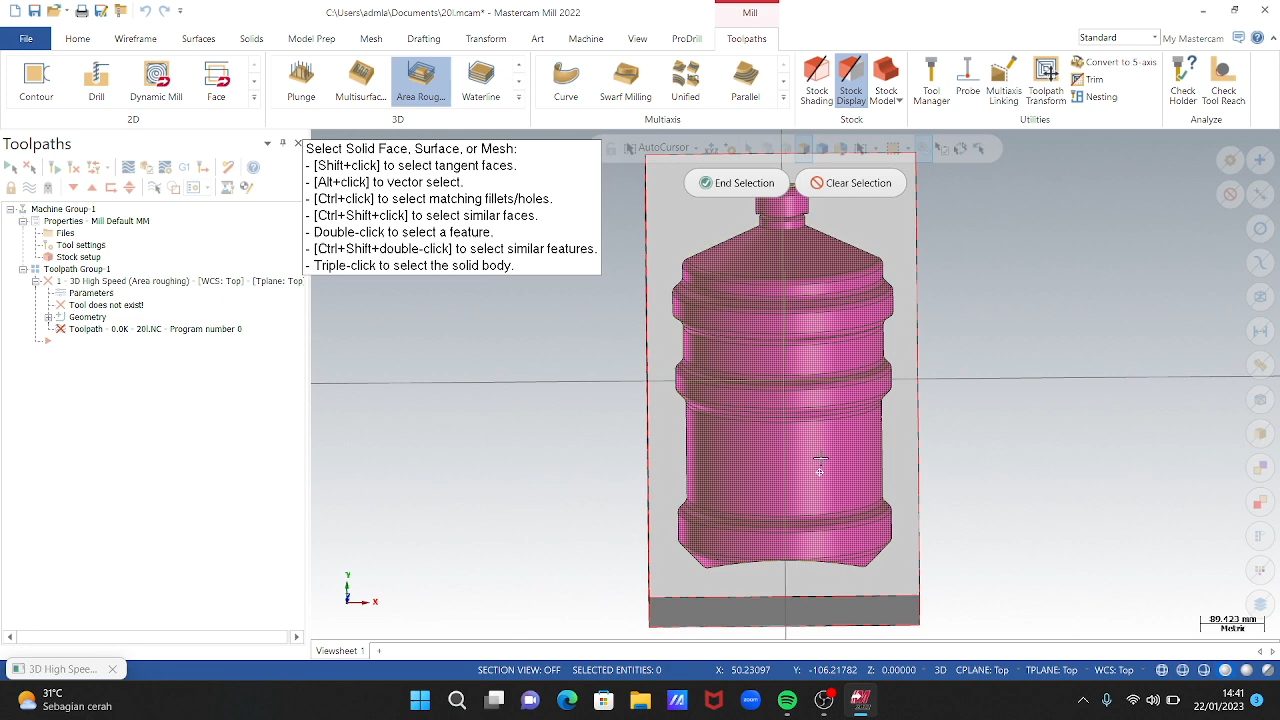 C:\Users\admla\Documents\20Lmcam* - Mastercam Mill 2022
Mill
File
Home
Wireframe
Surfaces
Solids
Model Prep
Mesh
Drafting
Transform
Art
Machine
View
ProDrill
Toolpaths
Standard
My Mastercam
Contour
Drill
Dynamic Mill
Face
Plunge
Multisurfac...
Area Roug...
Waterline
Curve
Swarf Milling
Unified
Parallel
Stock Shading
Stock Display
Stock Model
Tool Manager
Probe
Multiaxis Linking
Toolpath Transform
Convert to 5-axis
Trim
Nesting
Check Holder
Check Tool Reach
2D
3D
Multiaxis
Stock
Utilities
Analyze
Toolpaths
Select Solid Face, Surface, or Mesh:
- [Shift+click] to select tangent faces.
- [Alt+click] to vector select.
- [Ctrl+click] to select matching fillets/holes.
- [Ctrl+Shift+click] to select similar faces.
- Double-click to select a feature.
- [Ctrl+Shift+double-click] to select similar features.
- Triple-click to select the solid body.
AutoCursor
End Selection
Clear Selection
G1
Machine Group-1
Properties - Mill Default MM
Files
Tool settings
Stock setup
Toolpath Group-1
1 - 3D High Speed (Area roughing) - [WCS: Top] - [Tplane: Top]
Parameters
Tool does not exist!
Geometry
Toolpath - 0.0K - 20l.NC - Program number 0
Y
Z
X
89.423 mm
Metric
Viewsheet 1
+
3D High Spee...
SECTION VIEW: OFF
SELECTED ENTITIES: 0
X: 50.23097
Y: -106.21782
Z: 0.00000
3D
CPLANE: Top
TPLANE: Top
WCS: Top
31°C
Sebagian cerah
zoom
6:41
22/01/2023
3